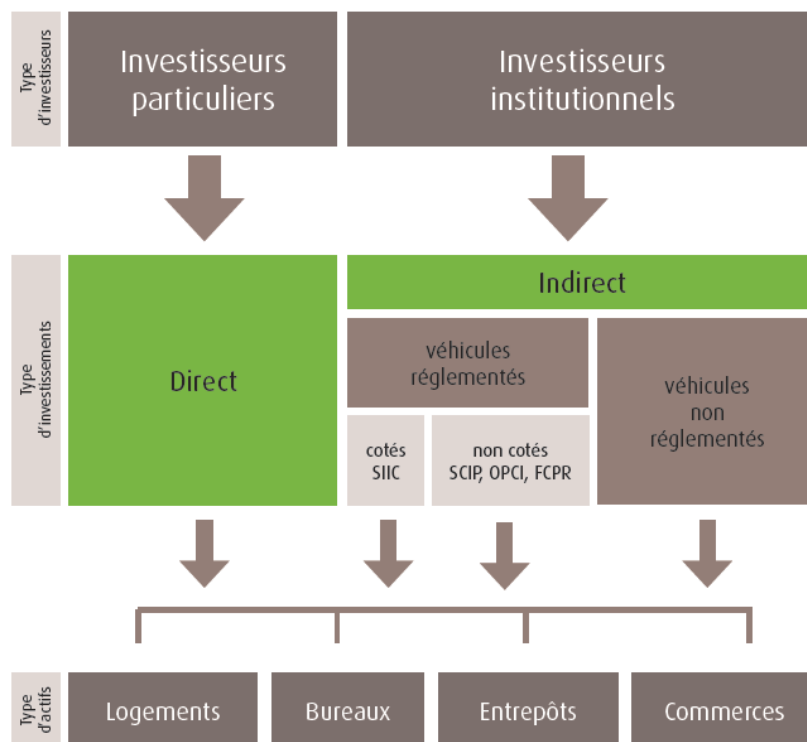 Type
d'investisseurs
Investisseurs
particuliers
Investisseurs
institutionnels
Type
d'investissements
Direct
Indirect
véhicules
réglementés
cotés
SIIC
non cotés
SCIP, OPCI, FCPR
véhicules
non
réglementés
Type
d'actifs
Logements
Bureaux
Entrepôts
Commerces